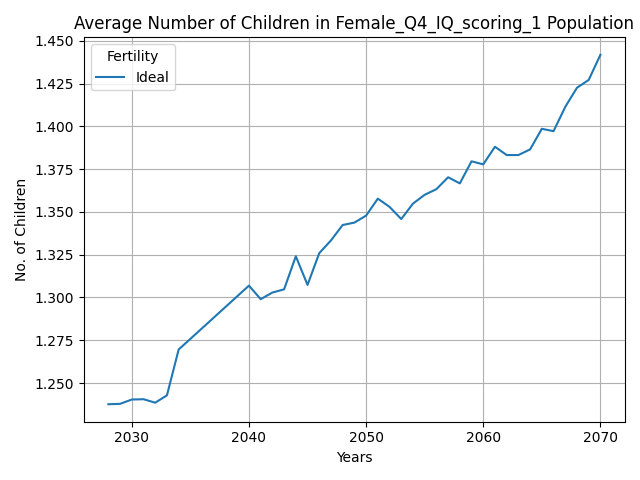 Average Number of Children in Female_Q4_IQ_scoring_1 Population
1.450
1.425
1.400
1.375
1.350
1.325
1.300
1.275
1.250
No. of Children
Fertility
Ideal
2030 2040 2050 2060 2070
Years